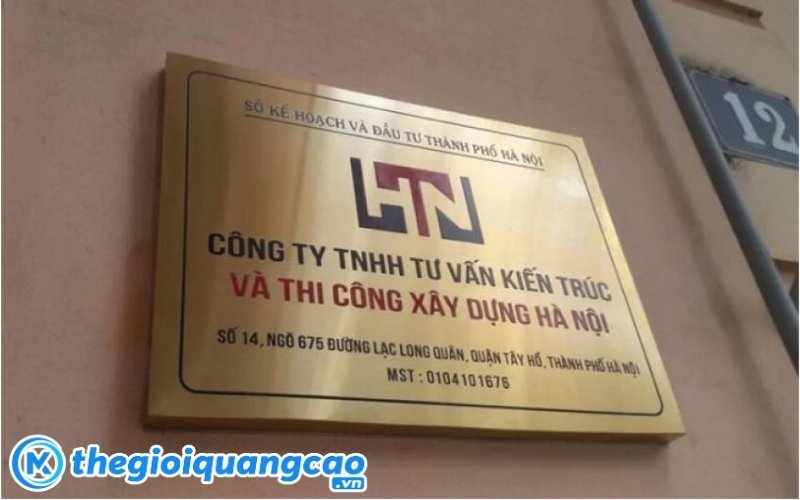 SỞ KẾ HOẠCH VÀ ĐẦU TƯ THÀNH PHỐ HÀ NỘI
HTN
CÔNG TY TNHH TƯ VẤN KIẾN TRÚC
VÀ THI CÔNG XÂY DỰNG HÀ NỘI
SỐ 14, NGÕ 675 ĐƯỜNG LẠC LONG QUÂN, QUẬN TÂY HỒ, THÀNH PHỐ HÀ NỘI
MST : 0104101676
12
thegioiquangcao
.vn